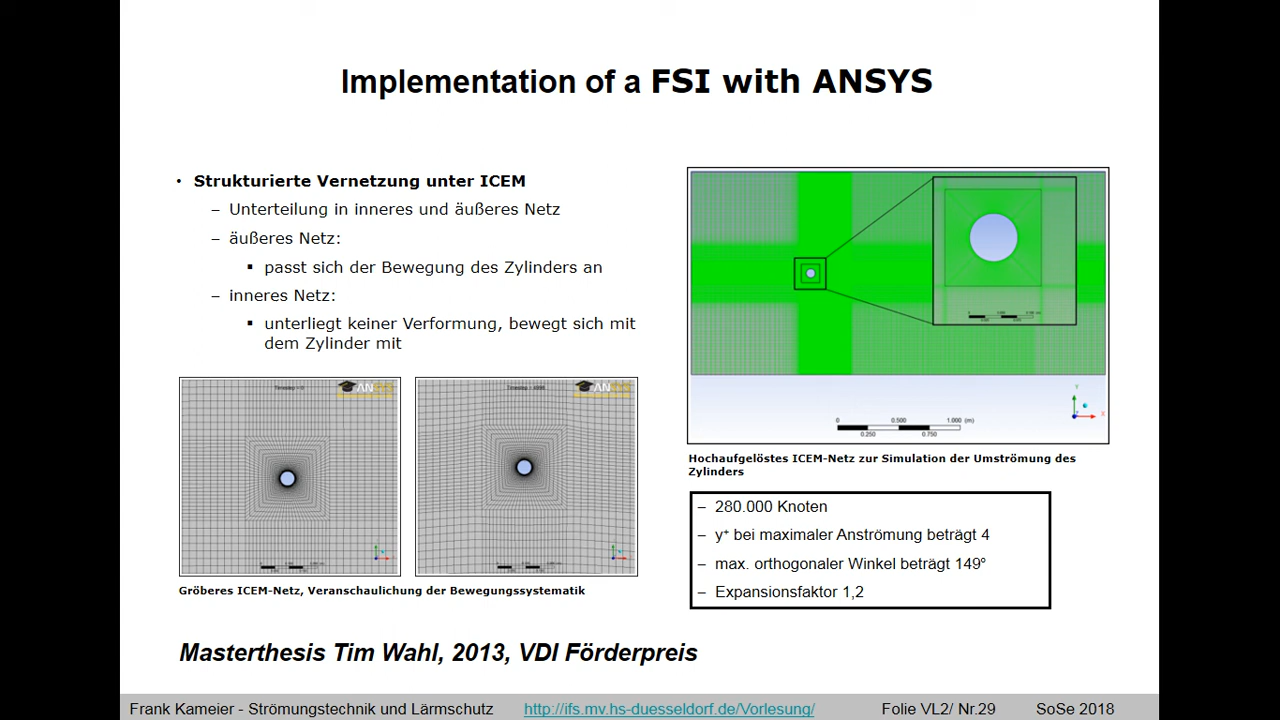 Implementation of a FSI with ANSYS
• Strukturierte Vernetzung unter ICEM
– Unterteilung in inneres und äußeres Netz
– äußeres Netz:
▪ passt sich der Bewegung des Zylinders an
– inneres Netz:
▪ unterliegt keiner Verformung, bewegt sich mit
dem Zylinder mit
Gröberes ICEM-Netz, Veranschaulichung der Bewegungssystematik
0 0.500 1.000 (m)
0.250 0.750
Y
X
Hochaufgelöstes ICEM-Netz zur Simulation der Umströmung des
Zylinders
– 280.000 Knoten
– y⁺ bei maximaler Anströmung beträgt 4
– max. orthogonaler Winkel beträgt 149º
– Expansionsfaktor 1,2
Masterthesis Tim Wahl, 2013, VDI Förderpreis
Frank Kameier - Strömungstechnik und Lärmschutz http://ifs.mv.hs-duesseldorf.de/Vorlesung/ Folie VL2/ Nr.29 SoSe 2018